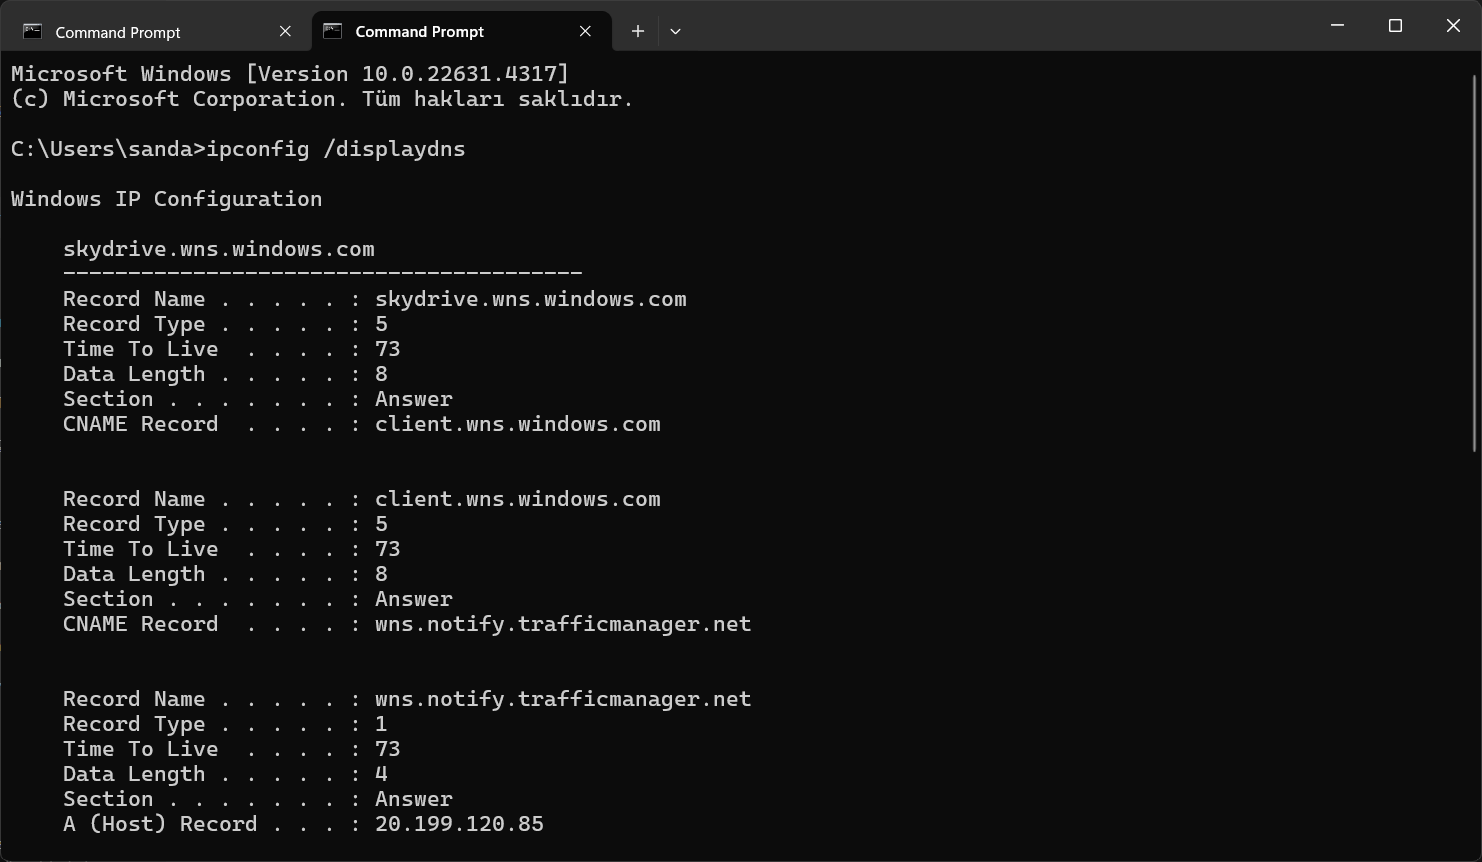 Command Prompt
Command Prompt
Microsoft Windows [Version 10.0.22631.4317]
(c) Microsoft Corporation. Tüm hakları saklıdır.
C:\Users\sanda>ipconfig /displaydns
Windows IP Configuration
skydrive.wns.windows.com
----------------------------------------
Record Name . . . . . : skydrive.wns.windows.com
Record Type . . . . . : 5
Time To Live  . . . . : 73
Data Length . . . . . : 8
Section . . . . . . . : Answer
CNAME Record  . . . . : client.wns.windows.com
Record Name . . . . . : client.wns.windows.com
Record Type . . . . . : 5
Time To Live  . . . . : 73
Data Length . . . . . : 8
Section . . . . . . . : Answer
CNAME Record  . . . . : wns.notify.trafficmanager.net
Record Name . . . . . : wns.notify.trafficmanager.net
Record Type . . . . . : 1
Time To Live  . . . . : 73
Data Length . . . . . : 4
Section . . . . . . . : Answer
A (Host) Record . . . : 20.199.120.85